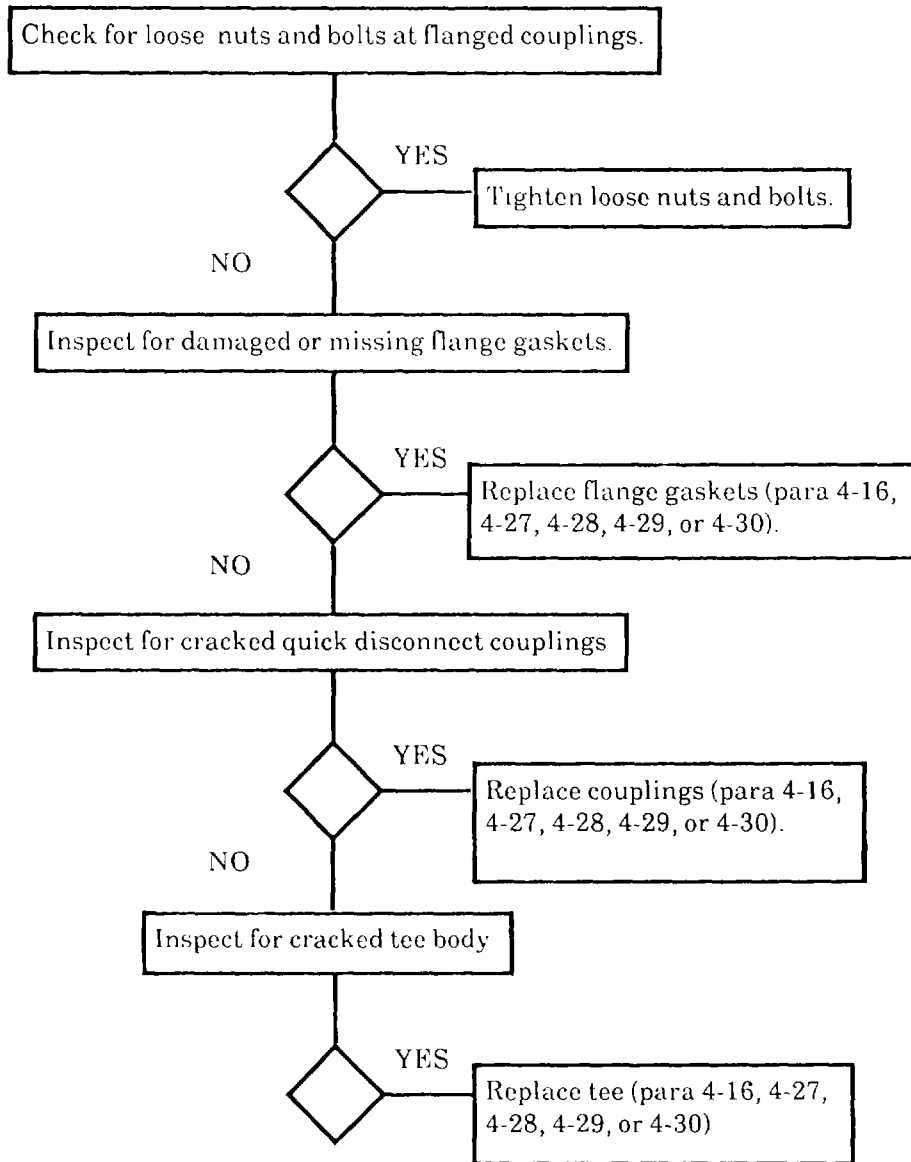 Check for loose nuts and bolts at flanged couplings.
YES
Tighten loose nuts and bolts.
NO
Inspect for damaged or missing flange gaskets.
YES
Replace flange gaskets (para 4-16,
4-27, 4-28, 4-29, or 4-30).
NO
Inspect for cracked quick disconnect couplings
YES
Replace couplings (para 4-16,
4-27, 4-28, 4-29, or 4-30).
NO
Inspect for cracked tee body
YES
Replace tee (para 4-16, 4-27,
4-28, 4-29, or 4-30)